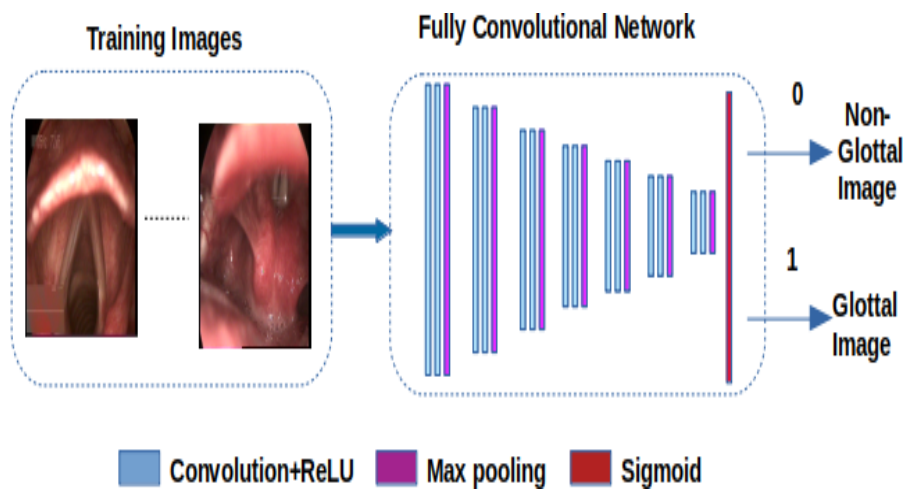 Training Images
Fully Convolutional Network
0
Non-
Glottal
Image
1
Glottal
Image
Convolution+ReLU
Max pooling
Sigmoid